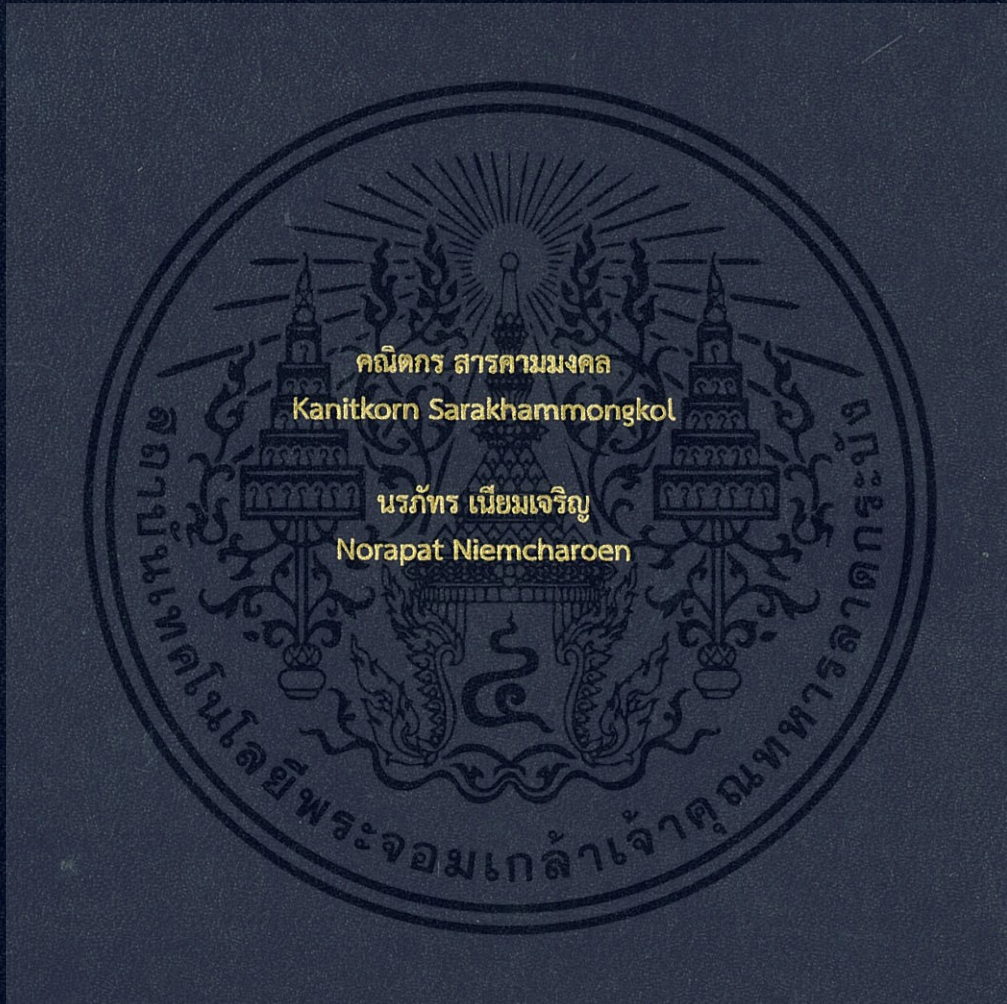 คณิตกร สารคามมงคล
Kanitkorn Sarakhammongkol
นรภัทร เนียมเจริญ
Norapat Niemcharoen
สถาบันเทคโนโลยีพระจอมเกล้าเจ้าคุณทหารลาดกระบัง
๔